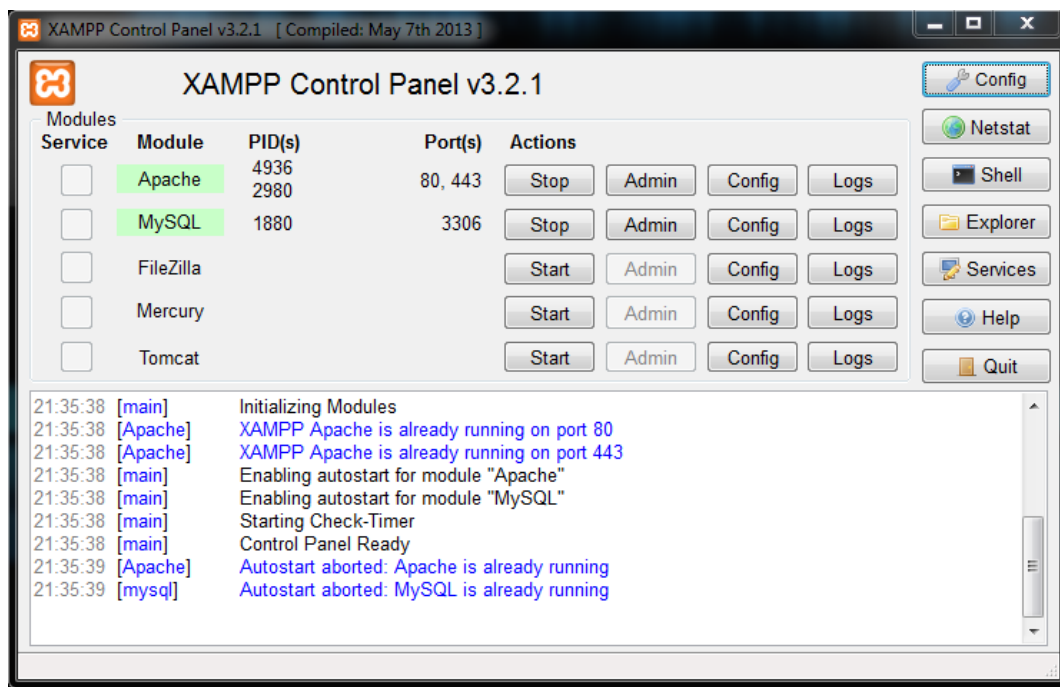 XAMPP Control Panel v3.2.1 [ Compiled: May 7th 2013 ]
XAMPP Control Panel v3.2.1
Config
Modules
Netstat
Service Module PID(s) Port(s) Actions
Apache 4936 2980 80, 443 Stop Admin Config Logs
Shell
MySQL 1880 3306 Stop Admin Config Logs
Explorer
FileZilla Start Admin Config Logs
Services
Mercury Start Admin Config Logs
Help
Tomcat Start Admin Config Logs
Quit
21:35:38 [main] Initializing Modules
21:35:38 [Apache] XAMPP Apache is already running on port 80
21:35:38 [Apache] XAMPP Apache is already running on port 443
21:35:38 [main] Enabling autostart for module "Apache"
21:35:38 [main] Enabling autostart for module "MySQL"
21:35:38 [main] Starting Check-Timer
21:35:38 [main] Control Panel Ready
21:35:39 [Apache] Autostart aborted: Apache is already running
21:35:39 [mysql] Autostart aborted: MySQL is already running